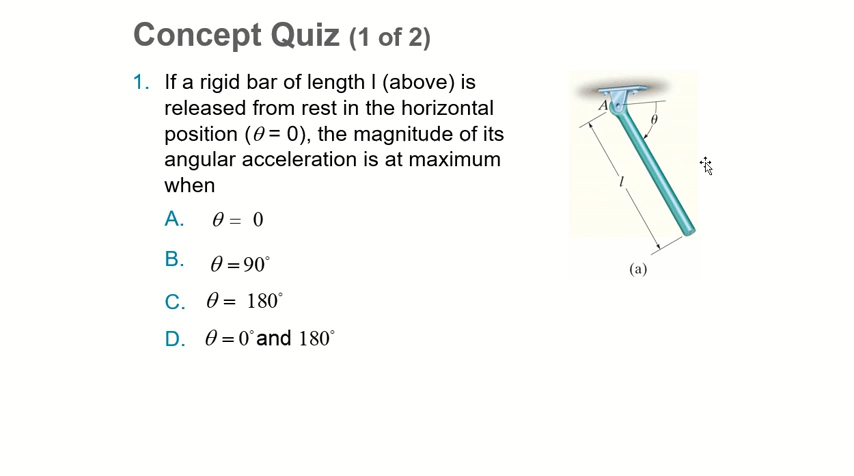 Concept Quiz (1 of 2)
1. If a rigid bar of length l (above) is
released from rest in the horizontal
position (θ = 0), the magnitude of its
angular acceleration is at maximum
when
A. θ = 0
B. θ = 90°
C. θ = 180°
D. θ = 0° and 180°
A
θ
l
(a)